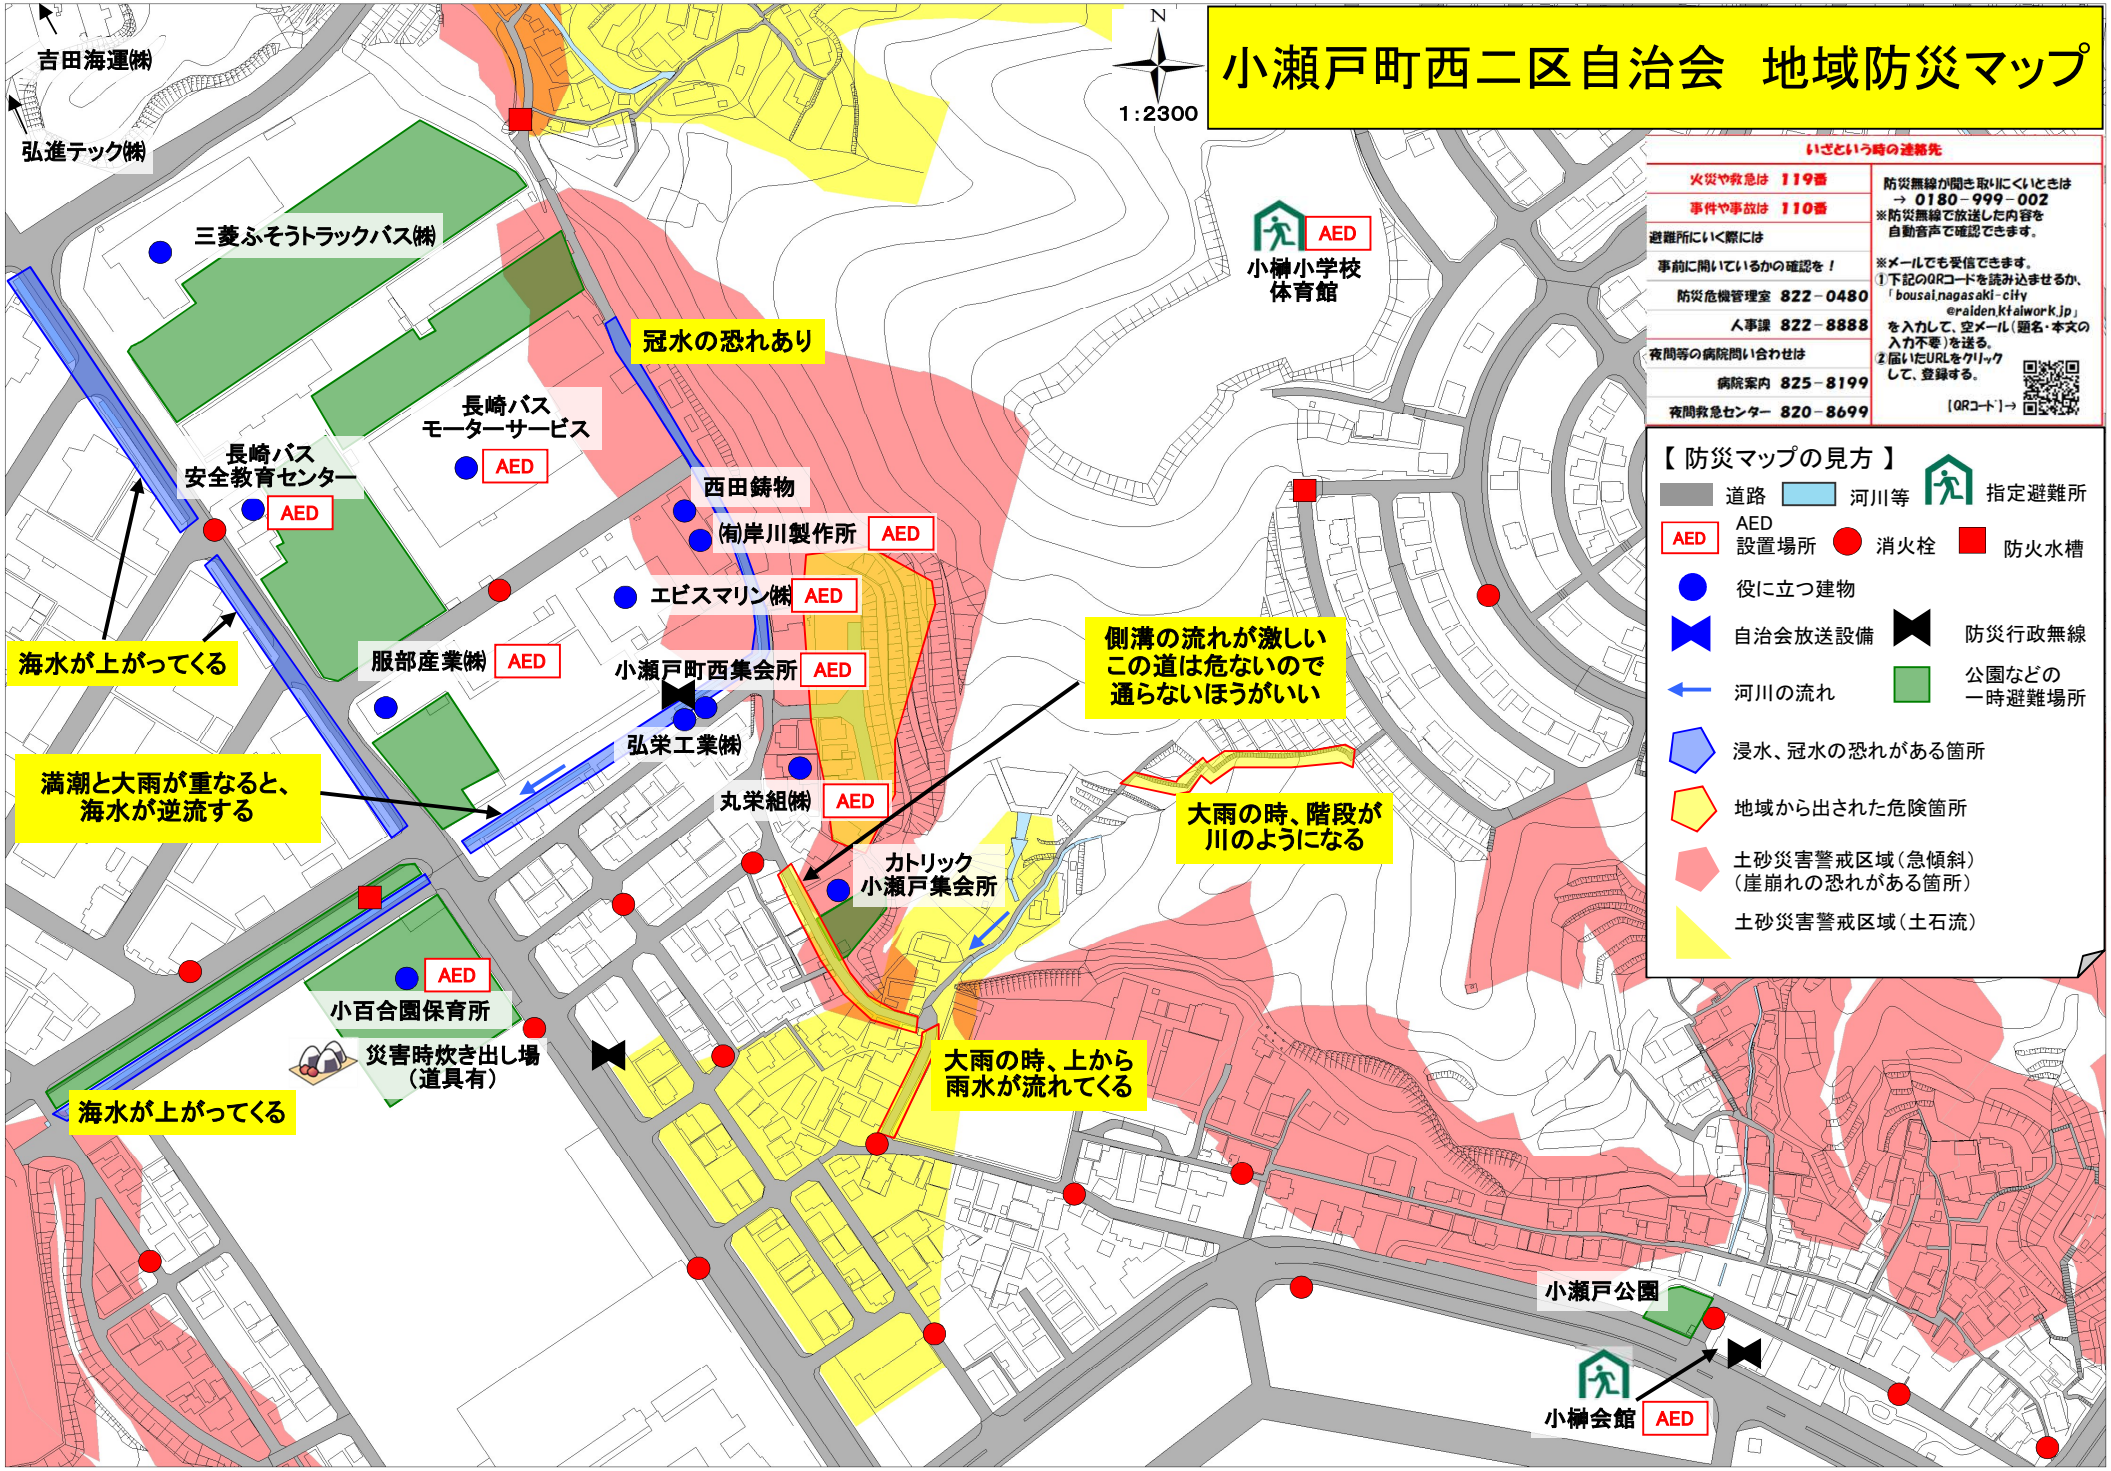 小瀬戸町西二区自治会 地域防災マップ
N
1:2300
吉田海運㈱
弘進テック㈱
三菱ふそうトラックバス㈱
冠水の恐れあり
小榊小学校
体育館
AED
長崎バス
モーターサービス
AED
長崎バス
安全教育センター
AED
西田鋳物
㈲岸川製作所
AED
エビスマリン㈱
AED
海水が上がってくる
服部産業㈱
AED
小瀬戸町西集会所
AED
弘栄工業㈱
側溝の流れが激しい
この道は危ないので
通らないほうがいい
満潮と大雨が重なると、
海水が逆流する
丸栄組㈱
AED
大雨の時、階段が
川のようになる
カトリック
小瀬戸集会所
AED
小百合園保育所
災害時炊き出し場
（道具有）
海水が上がってくる
大雨の時、上から
雨水が流れてくる
小瀬戸公園
小榊会館
AED
いざという時の連絡先
火災や救急は 119番
事件や事故は 110番
避難所にいく際には
事前に開いているかの確認を！
防災危機管理室 822-0480
人事課 822-8888
夜間等の病院問い合わせは
病院案内 825-8199
夜間救急センター 820-8699
防災無線が聞き取りにくいときは
→ 0180-999-002
※防災無線で放送した内容を
自動音声で確認できます。
※メールでも受信できます。
①下記のQRコードを読み込ませるか、
「bousai.nagasaki-city
@raiden.ktaiwork.jp」
を入力して、空メール（題名・本文の
入力不要）を送る。
②届いたURLをクリック
して、登録する。
【QRコード】→
【 防災マップの見方 】
道路
河川等
指定避難所
AED
AED
設置場所
消火栓
防火水槽
役に立つ建物
自治会放送設備
防災行政無線
河川の流れ
公園などの
一時避難場所
浸水、冠水の恐れがある箇所
地域から出された危険箇所
土砂災害警戒区域（急傾斜）
（崖崩れの恐れがある箇所）
土砂災害警戒区域（土石流）